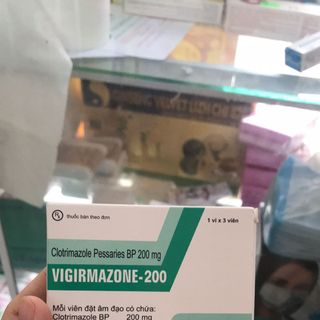 ℞ thuốc bán theo đơn
1 vỉ x 3 viên
Clotrimazole Pessaries BP 200 mg
VIGIRMAZONE-200
Mỗi viên đặt âm đạo có chứa:
Clotrimazole BP 200 mg